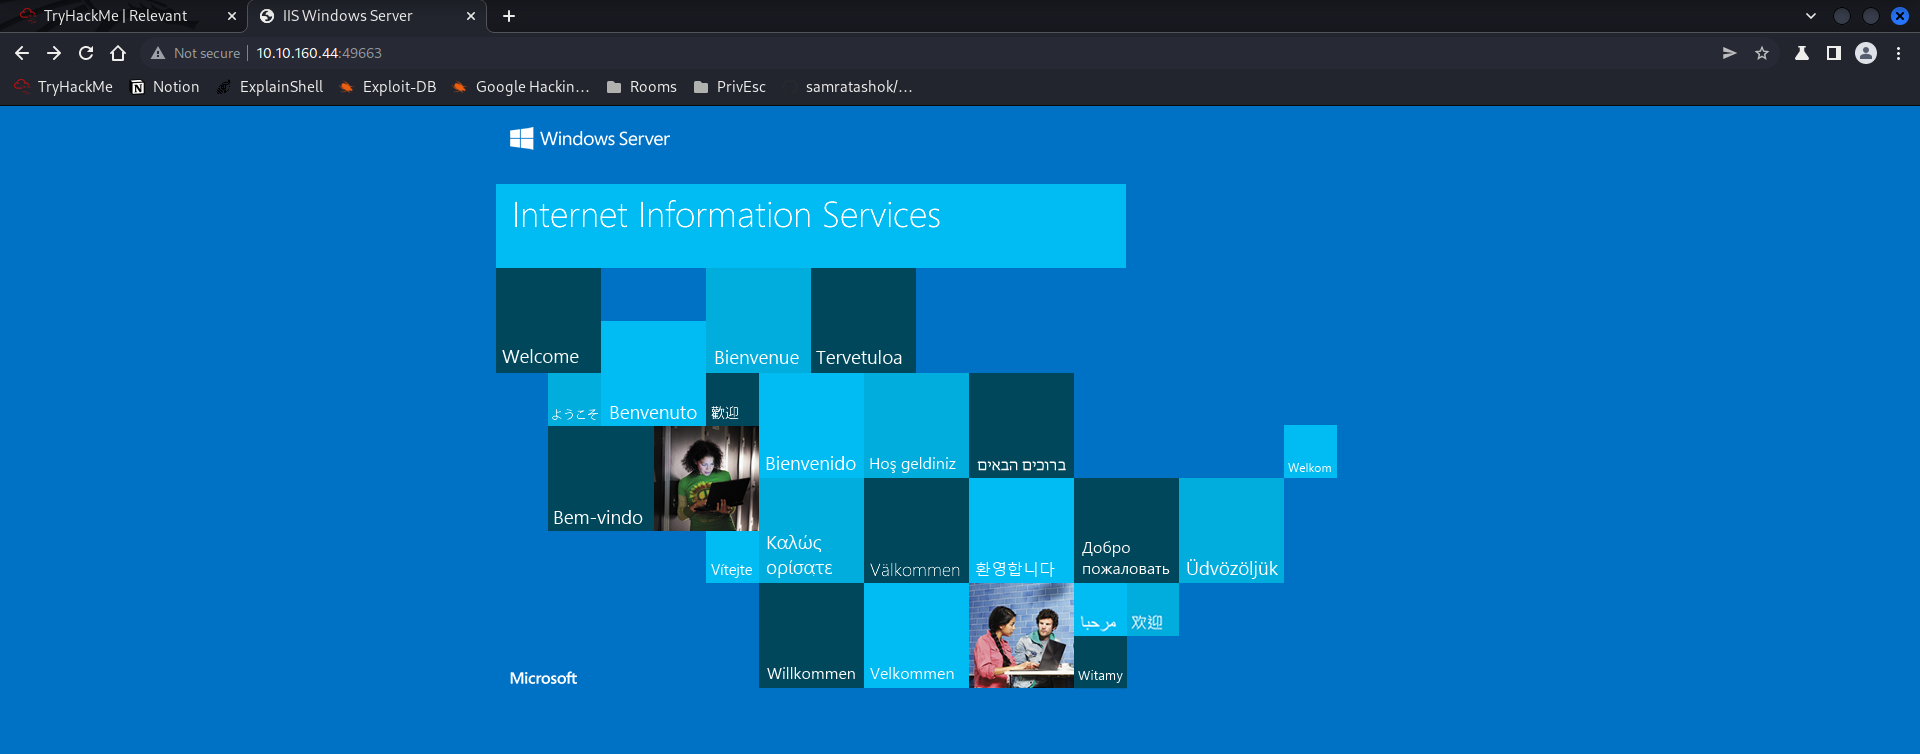 TryHackMe | Relevant
IIS Windows Server
Not secure
10.10.160.44:49663
TryHackMe
Notion
ExplainShell
Exploit-DB
Google Hackin...
Rooms
PrivEsc
samratashok/...
Windows Server
Internet Information Services
Welcome
Bienvenue
Tervetuloa
ようこそ
Benvenuto
歡迎
Bienvenido
Hoş geldiniz
ברוכים הבאים
Welkom
Bem-vindo
Vítejte
Καλώς
ορίσατε
Välkommen
환영합니다
Добро
пожаловать
Üdvözöljük
مرحبا
欢迎
Willkommen
Velkommen
Witamy
Microsoft